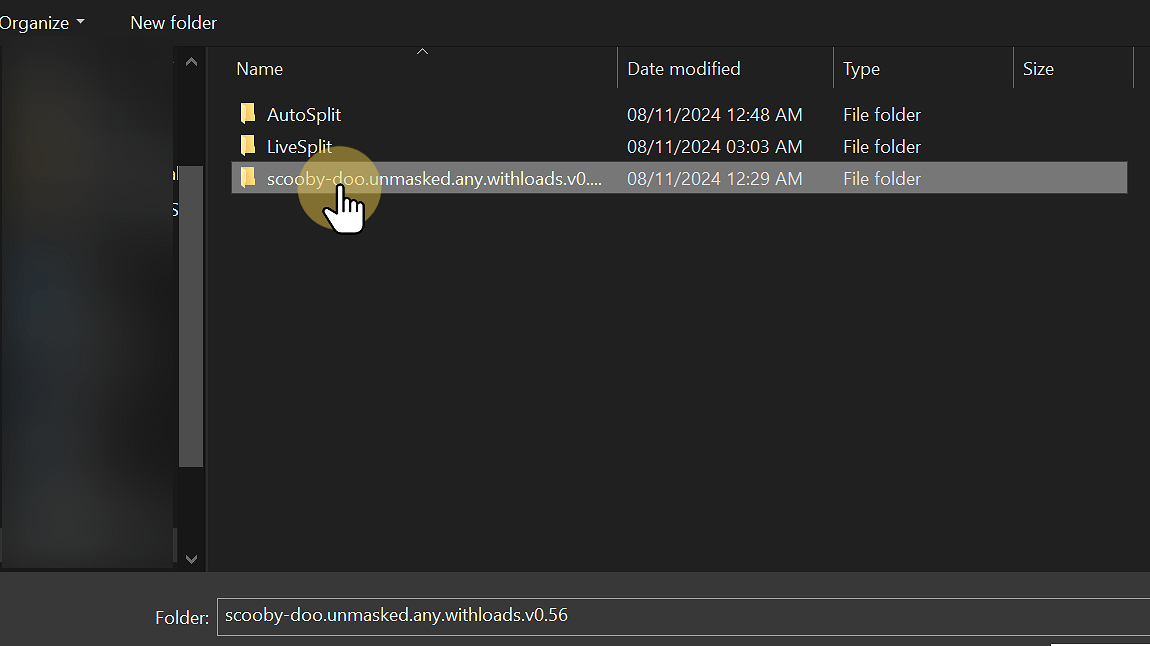 Organize New folder
Name Date modified Type Size
AutoSplit 08/11/2024 12:48 AM File folder
LiveSplit 08/11/2024 03:03 AM File folder
scooby-doo.unmasked.any.withloads.v0.... 08/11/2024 12:29 AM File folder
Folder: scooby-doo.unmasked.any.withloads.v0.56